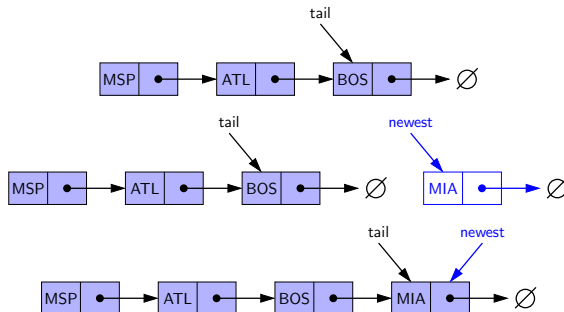 tail
MSP ATL BOS ∅
tail newest
MSP ATL BOS ∅ MIA ∅
tail newest
MSP ATL BOS MIA ∅